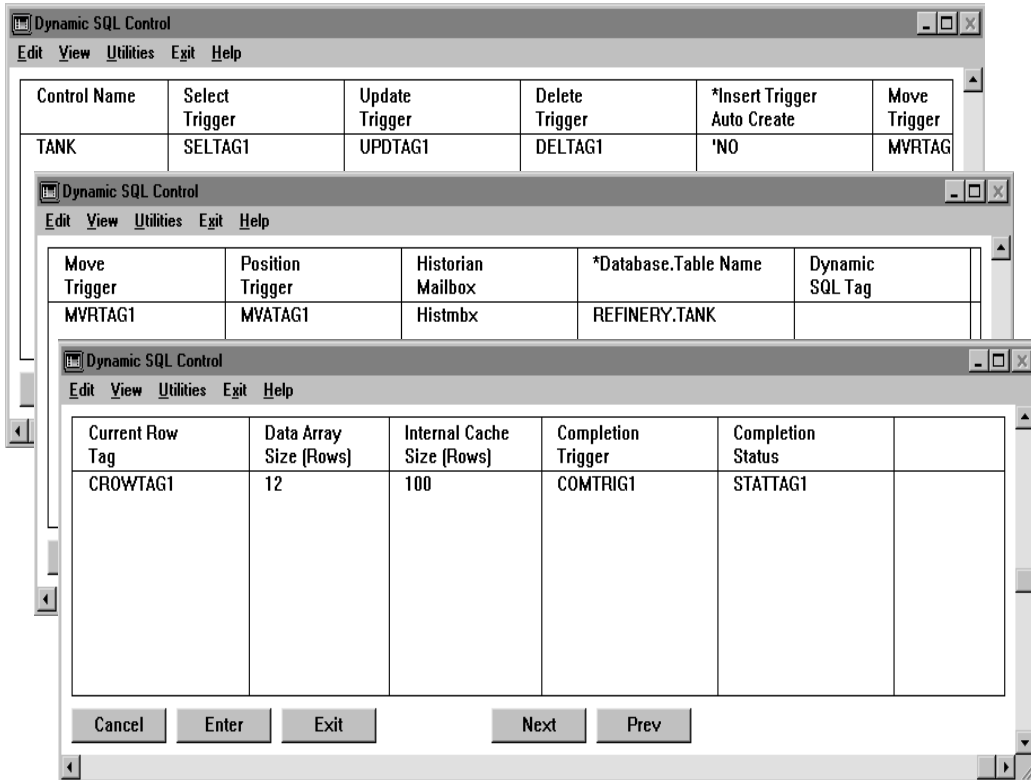 Dynamic SQL Control
Edit View Utilities Exit Help
Control Name Select Trigger Update Trigger Delete Trigger *Insert Trigger Auto Create Move Trigger
TANK SELTAG1 UPDTAG1 DELTAG1 'NO MVRTAG
Dynamic SQL Control
Edit View Utilities Exit Help
Move Trigger Position Trigger Historian Mailbox *Database.Table Name Dynamic SQL Tag
MVRTAG1 MVATAG1 Histmbx REFINERY.TANK
Dynamic SQL Control
Edit View Utilities Exit Help
Current Row Tag Data Array Size (Rows) Internal Cache Size (Rows) Completion Trigger Completion Status
CROWTAG1 12 100 COMTRIG1 STATTAG1
Cancel Enter Exit Next Prev